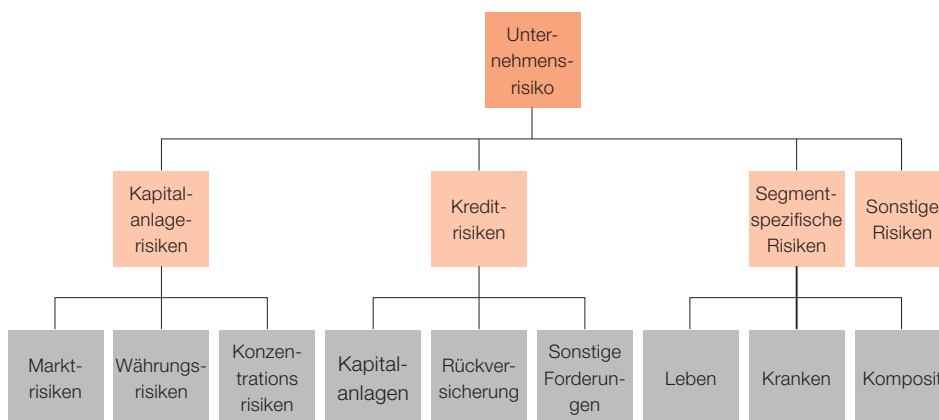 Unter-
nehmens-
risiko
Kapital-
anlage-
risiken
Kredit-
risiken
Segment-
spezifische
Risiken
Sonstige
Risiken
Markt-
risiken
Währungs-
risiken
Konzen-
trations
risiken
Kapital-
anlagen
Rückver-
sicherung
Sonstige
Forderun-
gen
Leben
Kranken
Komposit